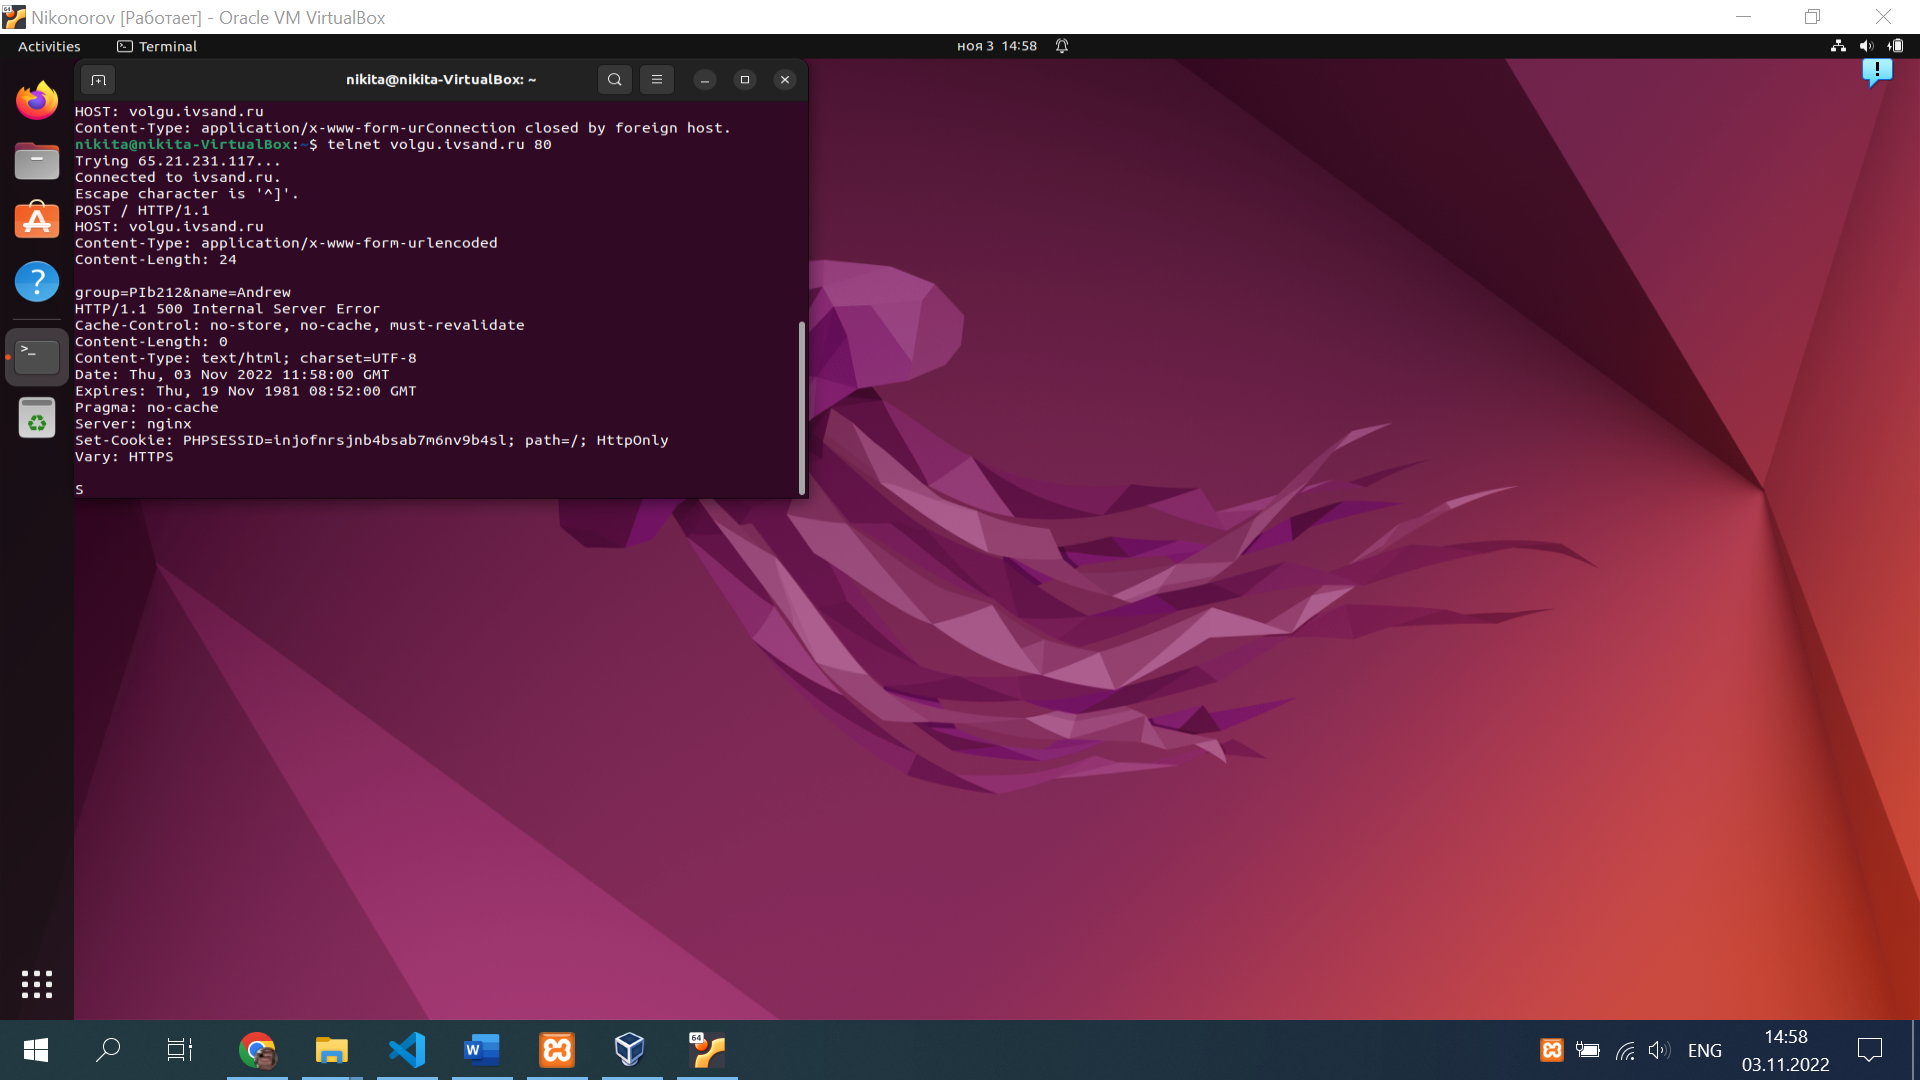 Nikonorov [Работает] - Oracle VM VirtualBox
Activities
Terminal
ноя 3 14:58
nikita@nikita-VirtualBox: ~
HOST: volgu.ivsand.ru
Content-Type: application/x-www-form-urConnection closed by foreign host.
nikita@nikita-VirtualBox:~$ telnet volgu.ivsand.ru 80
Trying 65.21.231.117...
Connected to ivsand.ru.
Escape character is '^]'.
POST / HTTP/1.1
HOST: volgu.ivsand.ru
Content-Type: application/x-www-form-urlencoded
Content-Length: 24
group=PIb212&name=Andrew
HTTP/1.1 500 Internal Server Error
Cache-Control: no-store, no-cache, must-revalidate
Content-Length: 0
Content-Type: text/html; charset=UTF-8
Date: Thu, 03 Nov 2022 11:58:00 GMT
Expires: Thu, 19 Nov 1981 08:52:00 GMT
Pragma: no-cache
Server: nginx
Set-Cookie: PHPSESSID=injofnrsjnb4bsab7m6nv9b4sl; path=/; HttpOnly
Vary: HTTPS
S
64
ENG
14:58
03.11.2022